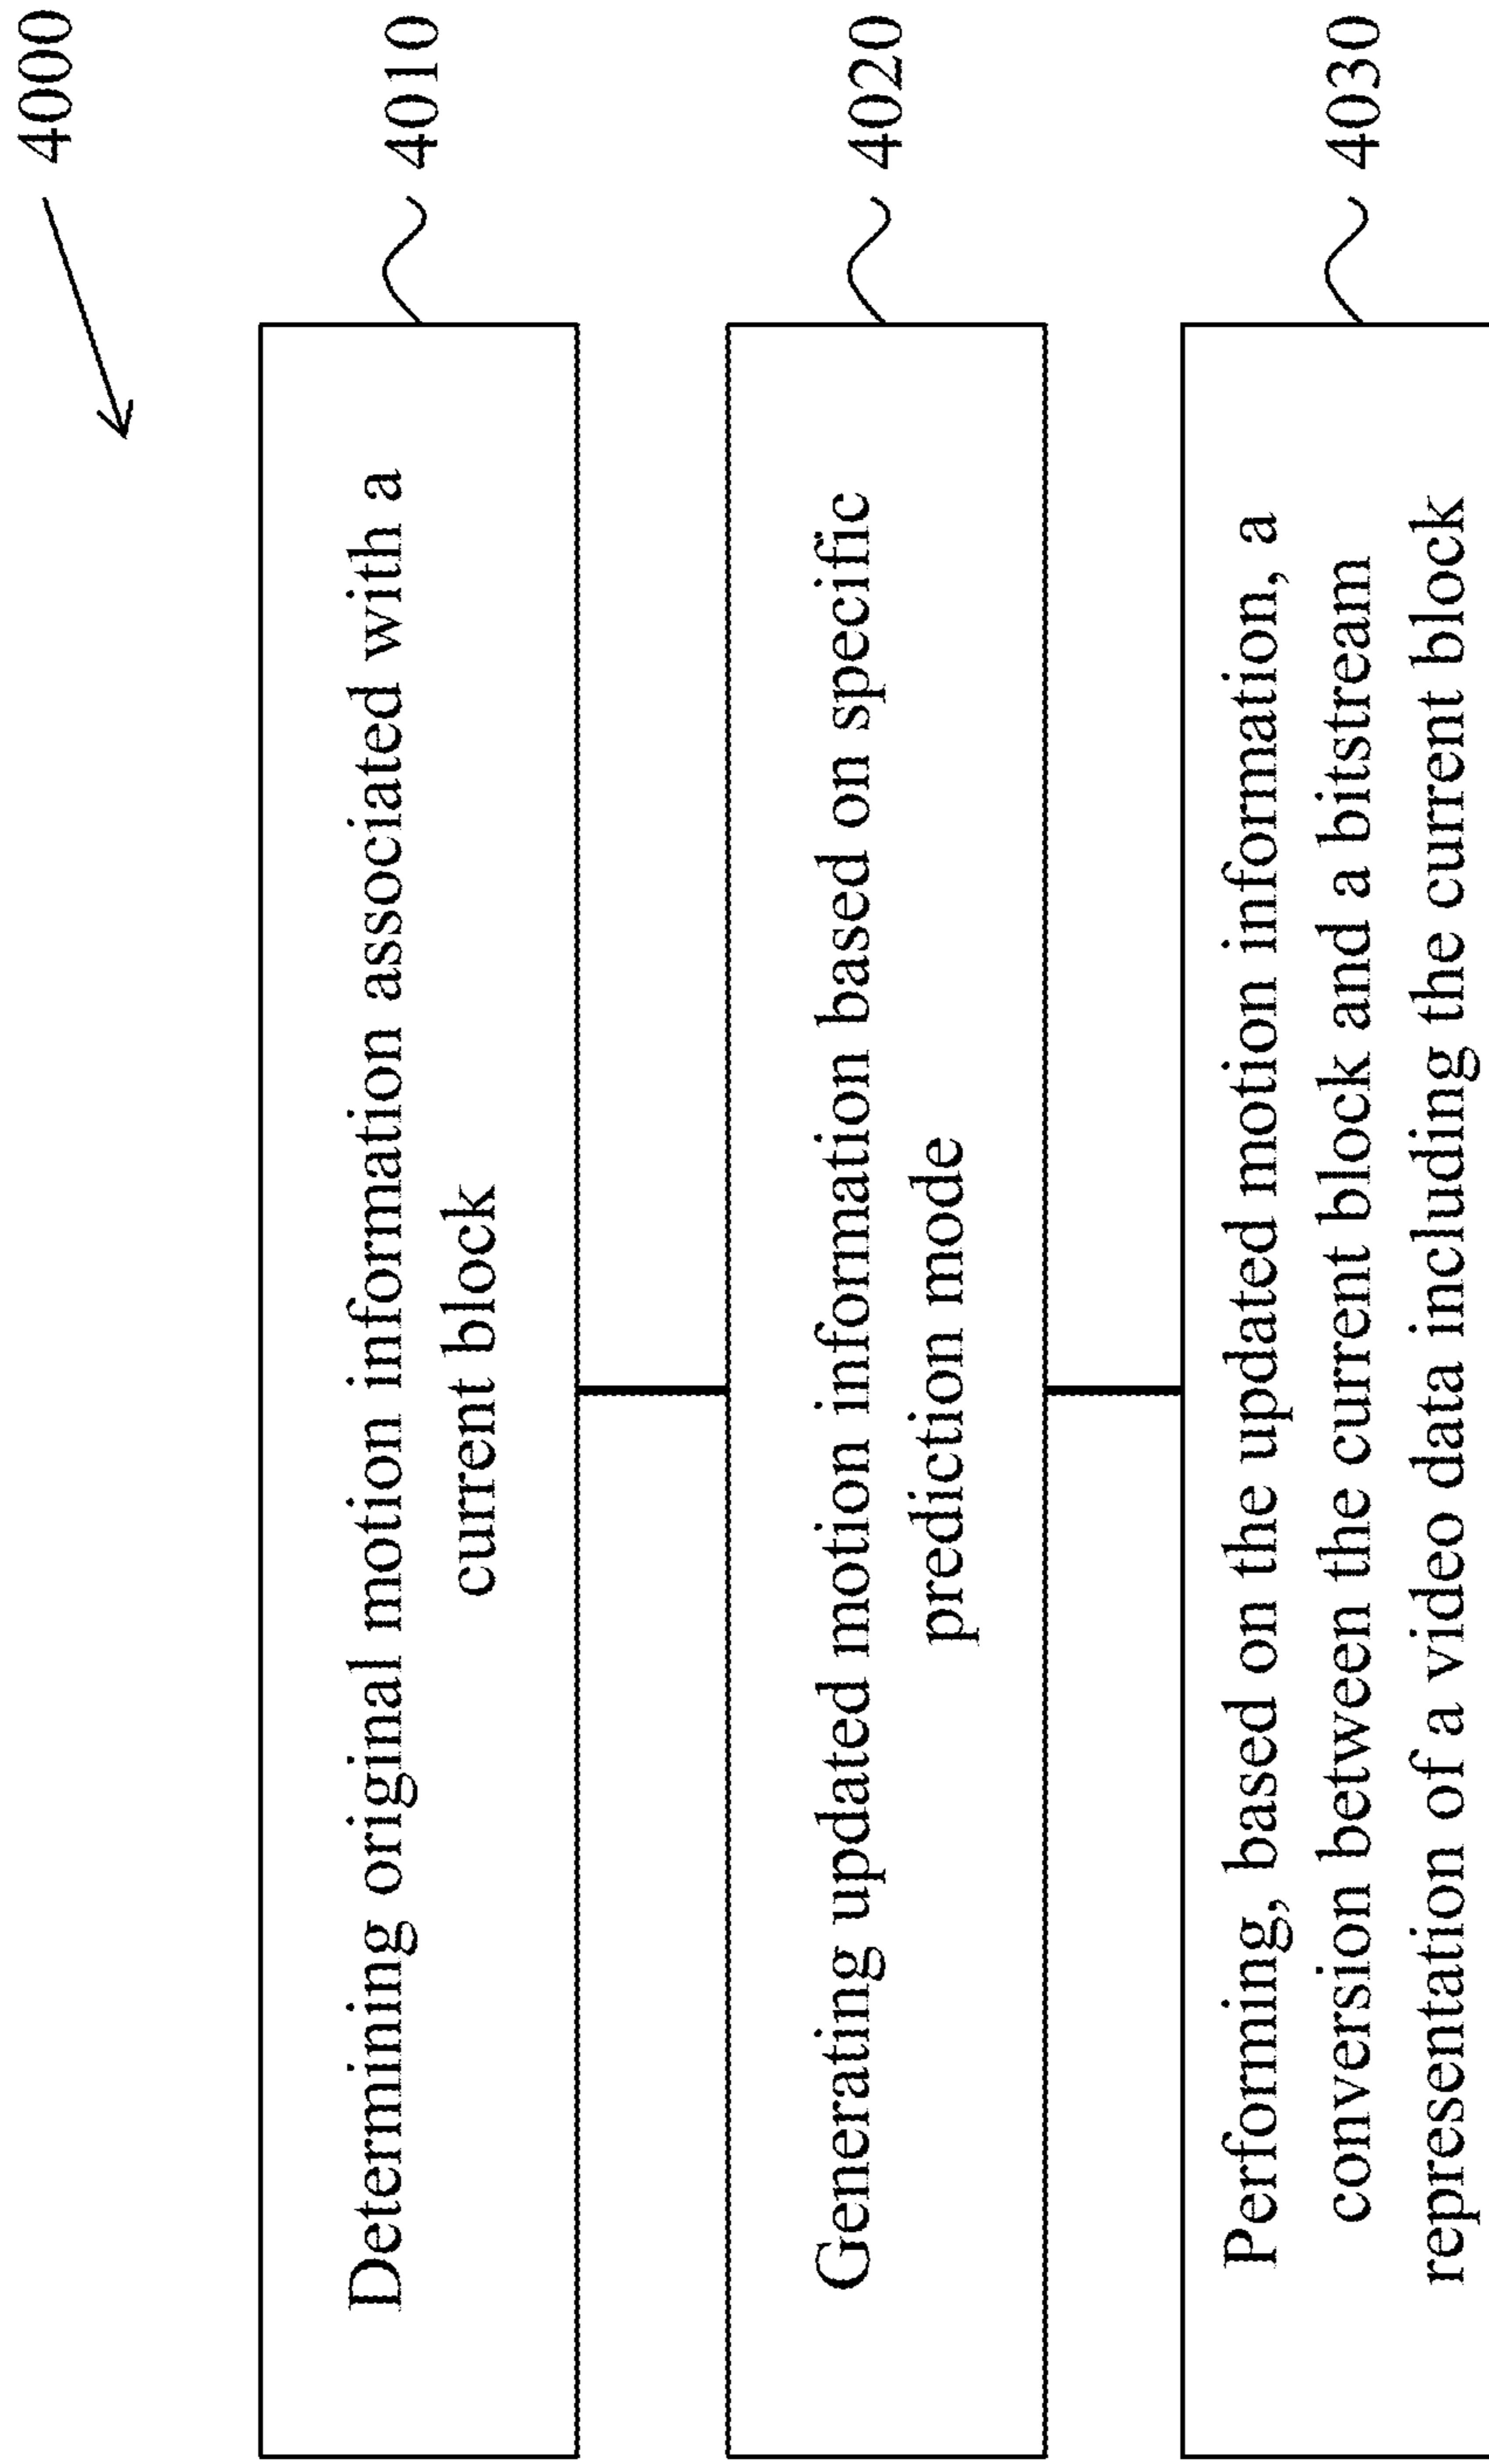 4000
Determining original motion information associated with a
current block
4010
Generating updated motion information based on specific
prediction mode
4020
Performing, based on the updated motion information, a
conversion between the current block and a bitstream
representation of a video data including the current block
4030